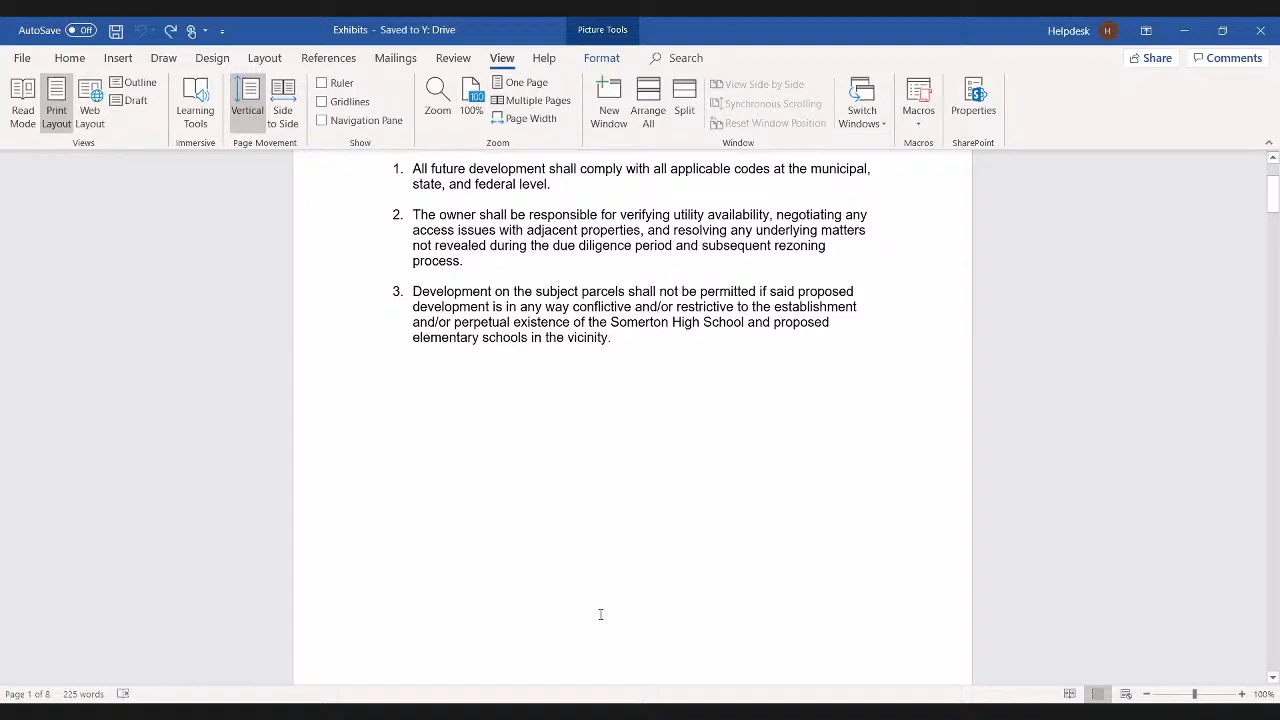 AutoSave Off Exhibits - Saved to Y: Drive Picture Tools Helpdesk H
File Home Insert Draw Design Layout References Mailings Review View Help Format Search Share Comments
Read Mode
Print Layout
Web Layout
Outline
Draft
Views
Learning Tools
Immersive
Vertical
Side to Side
Page Movement
Ruler
Gridlines
Navigation Pane
Show
Zoom
100
100%
One Page
Multiple Pages
Page Width
Zoom
New Window
Arrange All
Split
View Side by Side
Synchronous Scrolling
Reset Window Position
Window
Switch Windows
Macros
Macros
Properties
SharePoint
1. All future development shall comply with all applicable codes at the municipal,
state, and federal level.
2. The owner shall be responsible for verifying utility availability, negotiating any
access issues with adjacent properties, and resolving any underlying matters
not revealed during the due diligence period and subsequent rezoning
process.
3. Development on the subject parcels shall not be permitted if said proposed
development is in any way conflictive and/or restrictive to the establishment
and/or perpetual existence of the Somerton High School and proposed
elementary schools in the vicinity.
Page 1 of 8 225 words 100%